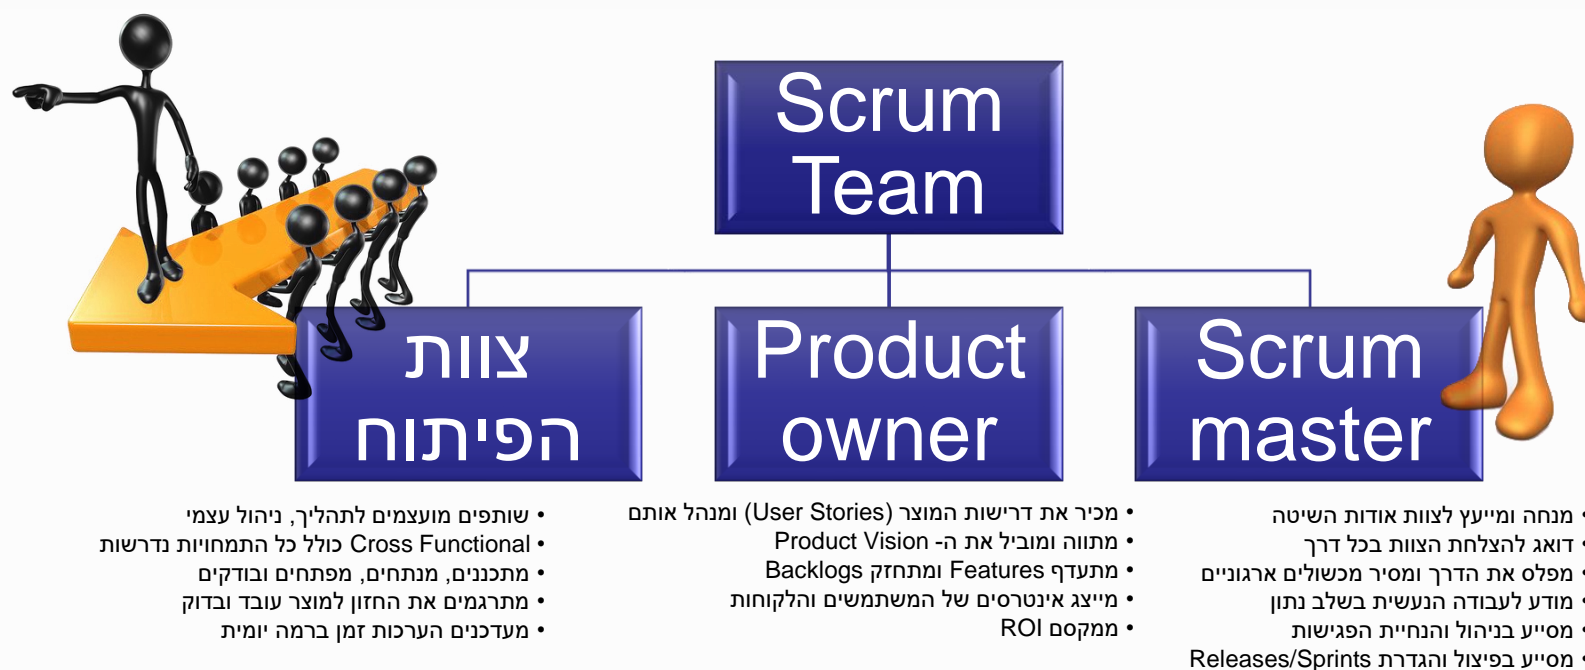 Scrum
Team
Scrum
master
Product
owner
צוות
הפיתוח
• מנחה ומייעץ לצוות אודות השיטה
• דואג להצלחת הצוות בכל דרך
• מפלס את הדרך ומסיר מכשולים ארגוניים
• מודע לעבודה הנעשית בשלב נתון
• מסייע בניהול והנחיית הפגישות
• מסייע בפיצול והגדרת Releases/Sprints
• מכיר את דרישות המוצר (User Stories) ומנהל אותם
• מתווה ומוביל את ה- Product Vision
• מתעדף Features ומתחזק Backlogs
• מייצג אינטרסים של המשתמשים והלקוחות
• ממקסם ROI
• שותפים מועצמים לתהליך, ניהול עצמי
• Cross Functional כולל כל התמחויות נדרשות
• מתכננים, מנתחים, מפתחים ובודקים
• מתרגמים את החזון למוצר עובד ובדוק
• מעדכנים הערכות זמן ברמה יומית